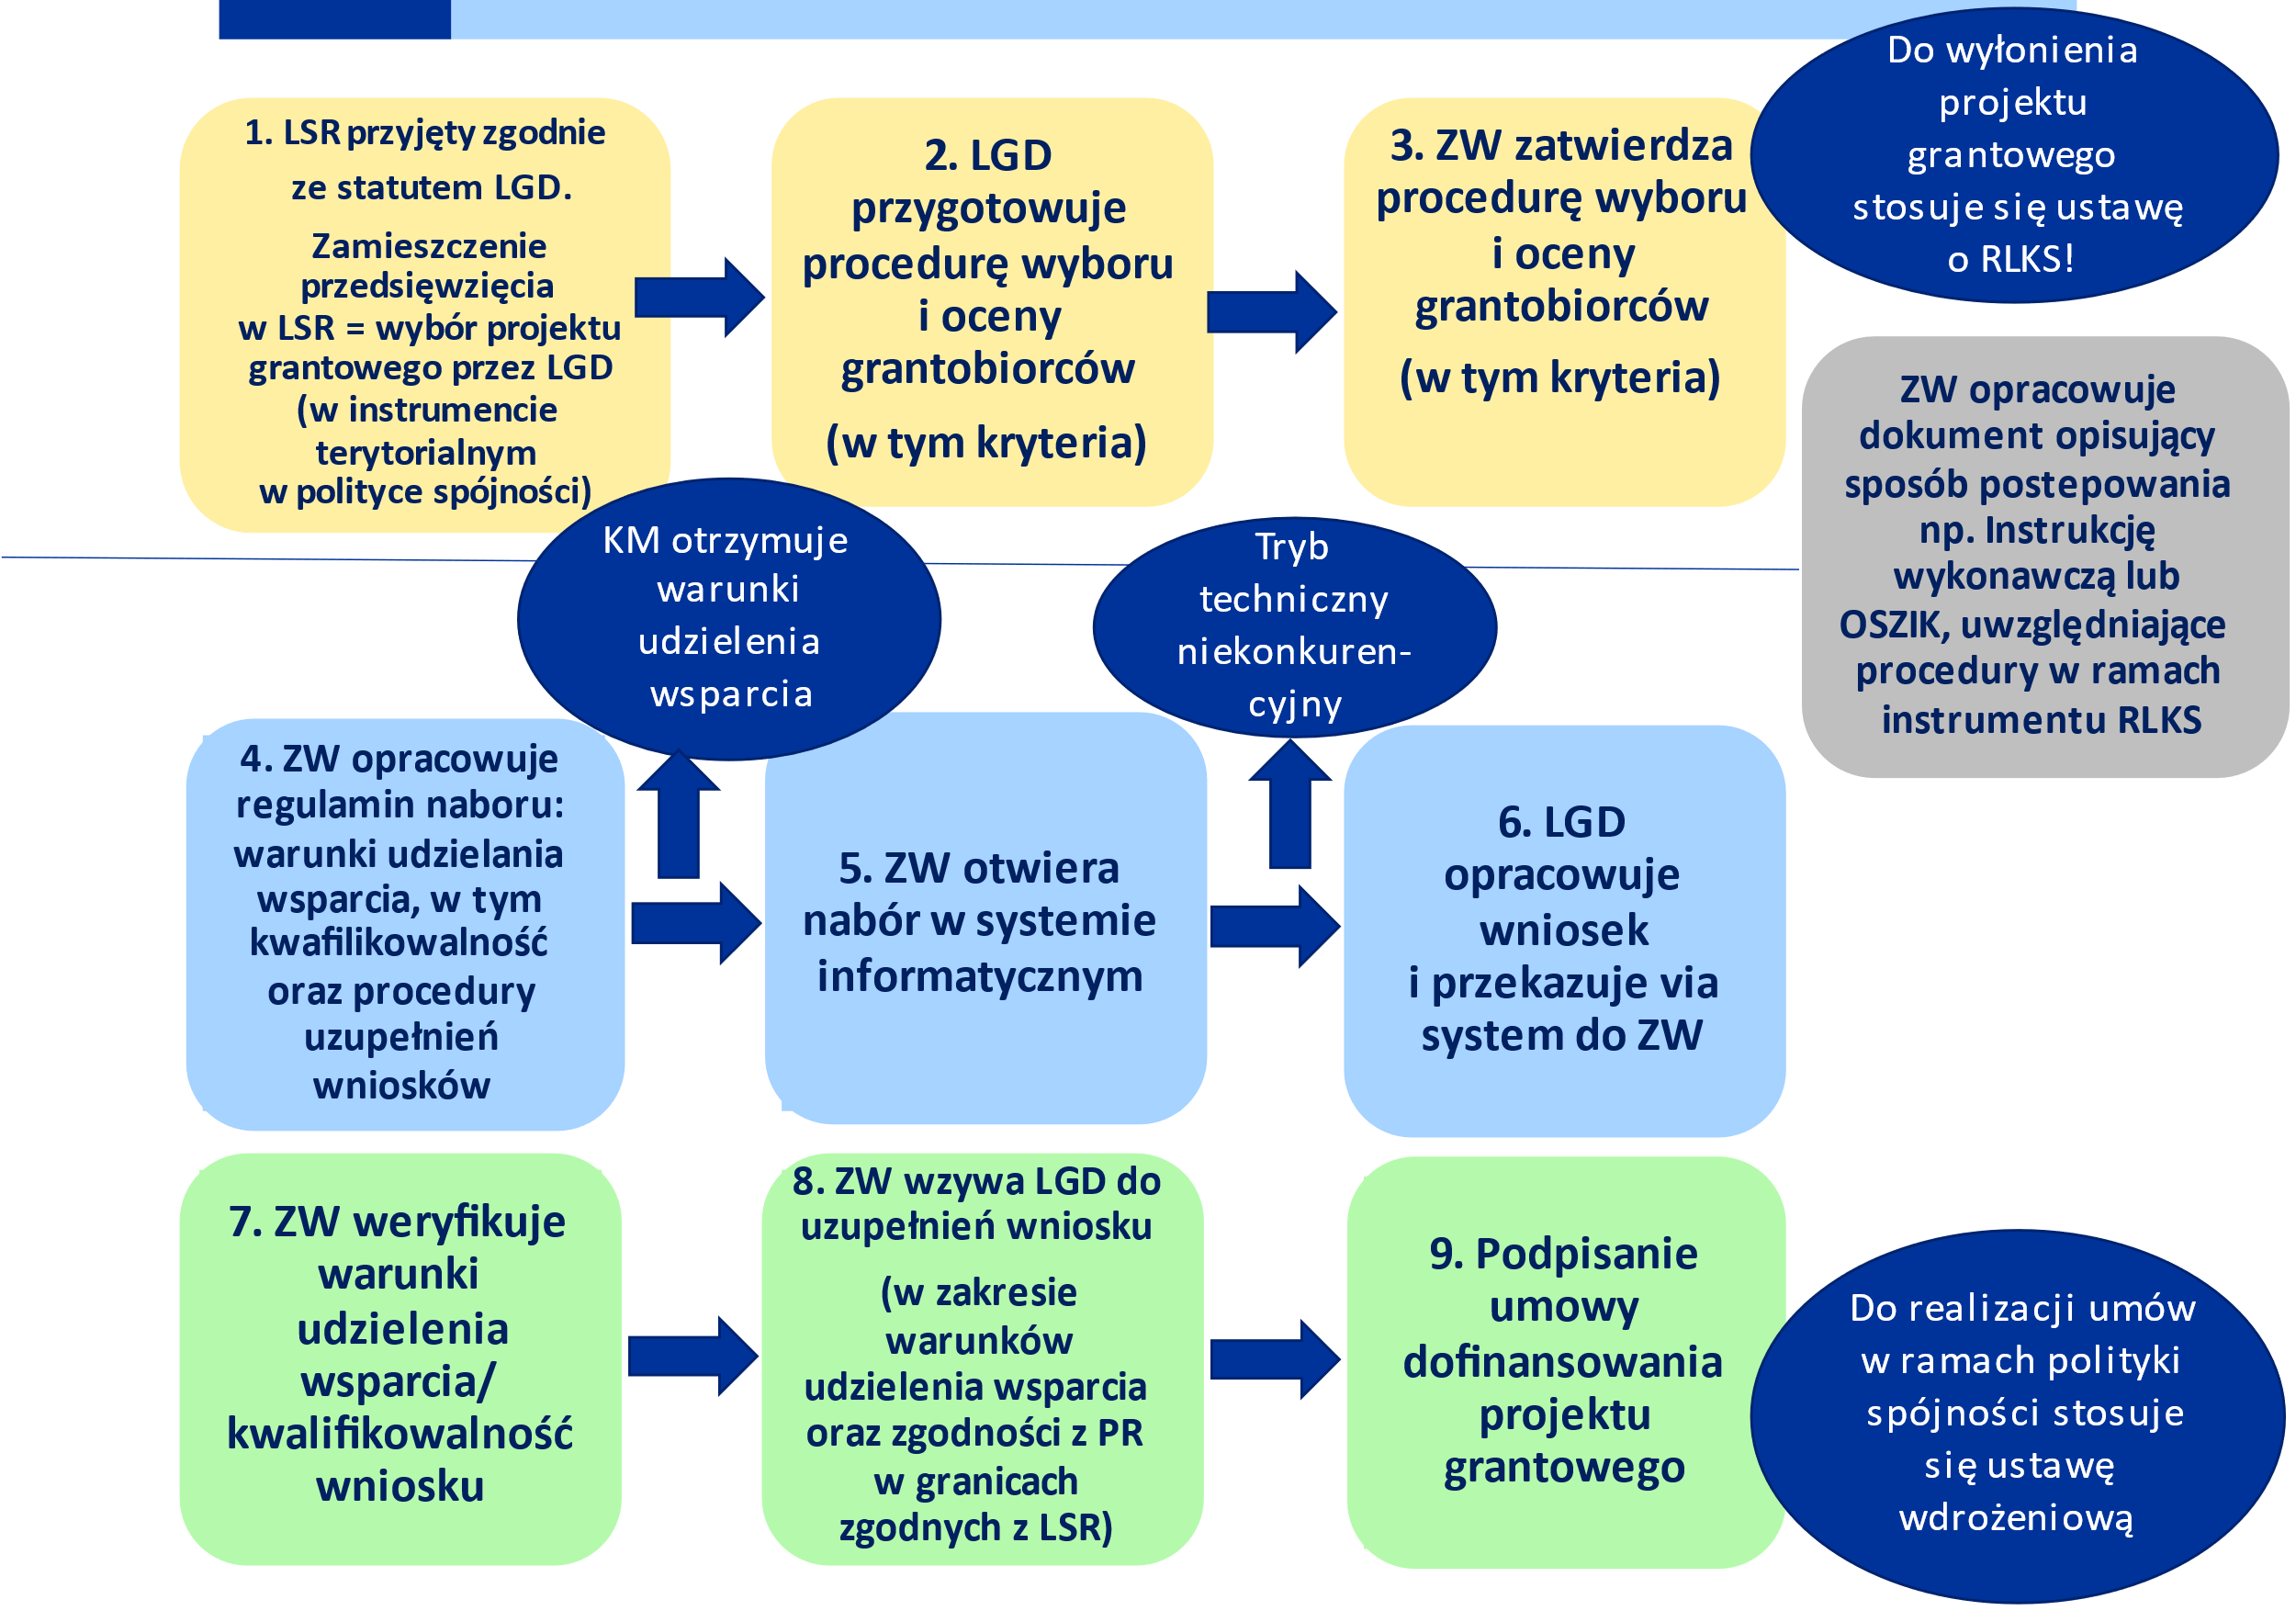 1. LSR przyjęty zgodnie
ze statutem LGD.
Zamieszczenie
przedsięwzięcia
w LSR = wybór projektu
grantowego przez LGD
(w instrumencie
terytorialnym
w polityce spójności)
2. LGD
przygotowuje
procedurę wyboru
i oceny
grantobiorców
(w tym kryteria)
3. ZW zatwierdza
procedurę wyboru
i oceny
grantobiorców
(w tym kryteria)
Do wyłonienia
projektu
grantowego
stosuje się ustawę
o RLKS!
ZW opracowuje
dokument opisujący
sposób postepowania
np. Instrukcję
wykonawczą lub
OSZIK, uwzględniające
procedury w ramach
instrumentu RLKS
KM otrzymuje
warunki
udzielenia
wsparcia
Tryb
techniczny
niekonkuren-
cyjny
4. ZW opracowuje
regulamin naboru:
warunki udzielania
wsparcia, w tym
kwafilikowalność
oraz procedury
uzupełnień
wniosków
5. ZW otwiera
nabór w systemie
informatycznym
6. LGD
opracowuje
wniosek
i przekazuje via
system do ZW
7. ZW weryfikuje
warunki
udzielenia
wsparcia/
kwalifikowalność
wniosku
8. ZW wzywa LGD do
uzupełnień wniosku
(w zakresie
warunków
udzielenia wsparcia
oraz zgodności z PR
w granicach
zgodnych z LSR)
9. Podpisanie
umowy
dofinansowania
projektu
grantowego
Do realizacji umów
w ramach polityki
spójności stosuje
się ustawę
wdrożeniową